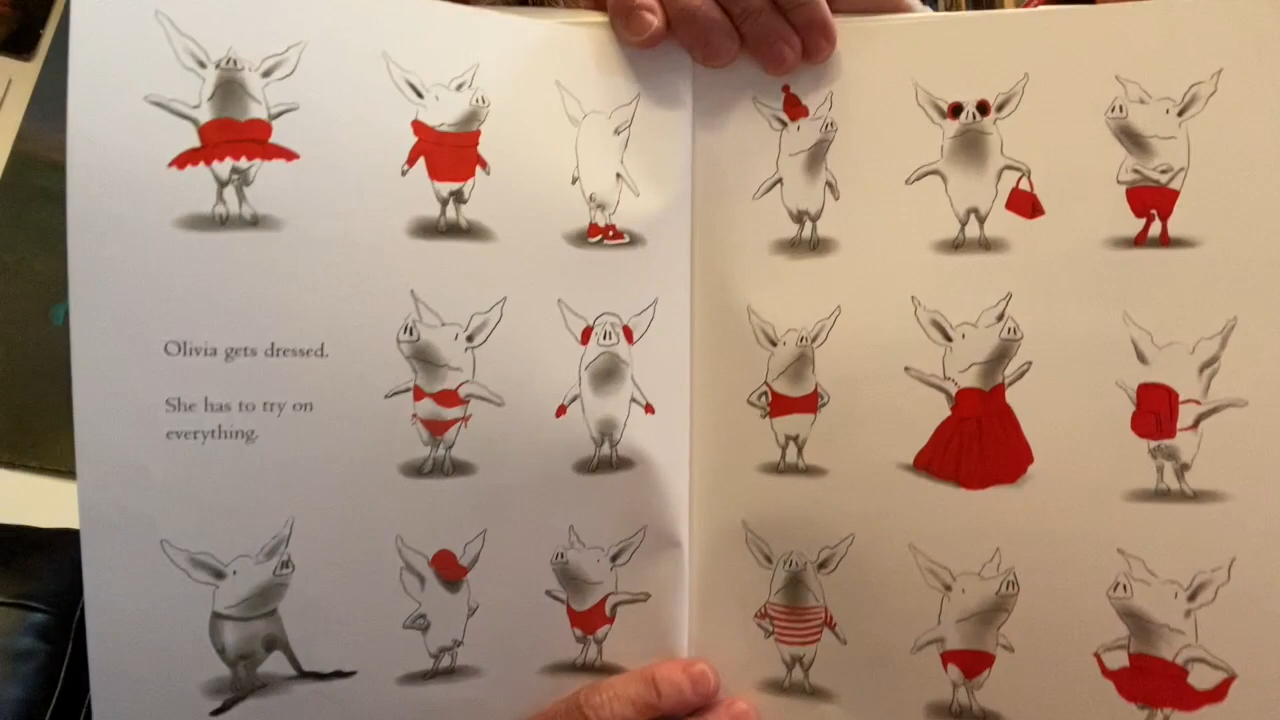 Olivia gets dressed.
She has to try on
everything.